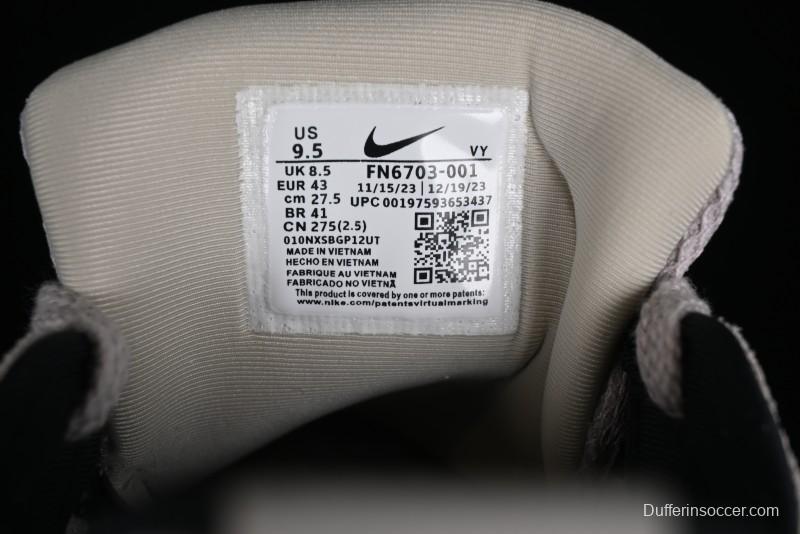 US
9.5
VY
UK 8.5
FN6703-001
EUR 43
11/15/23 | 12/19/23
cm 27.5
UPC 00197593653437
BR 41
CN 275(2.5)
010NXSBGP12UT
MADE IN VIETNAM
HECHO EN VIETNAM
FABRIQUE AU VIETNAM
FABRICADO NO VIETNÃ
This product is covered by one or more patents:
www.nike.com/patentsvirtualmarking
Dufferinsoccer.com